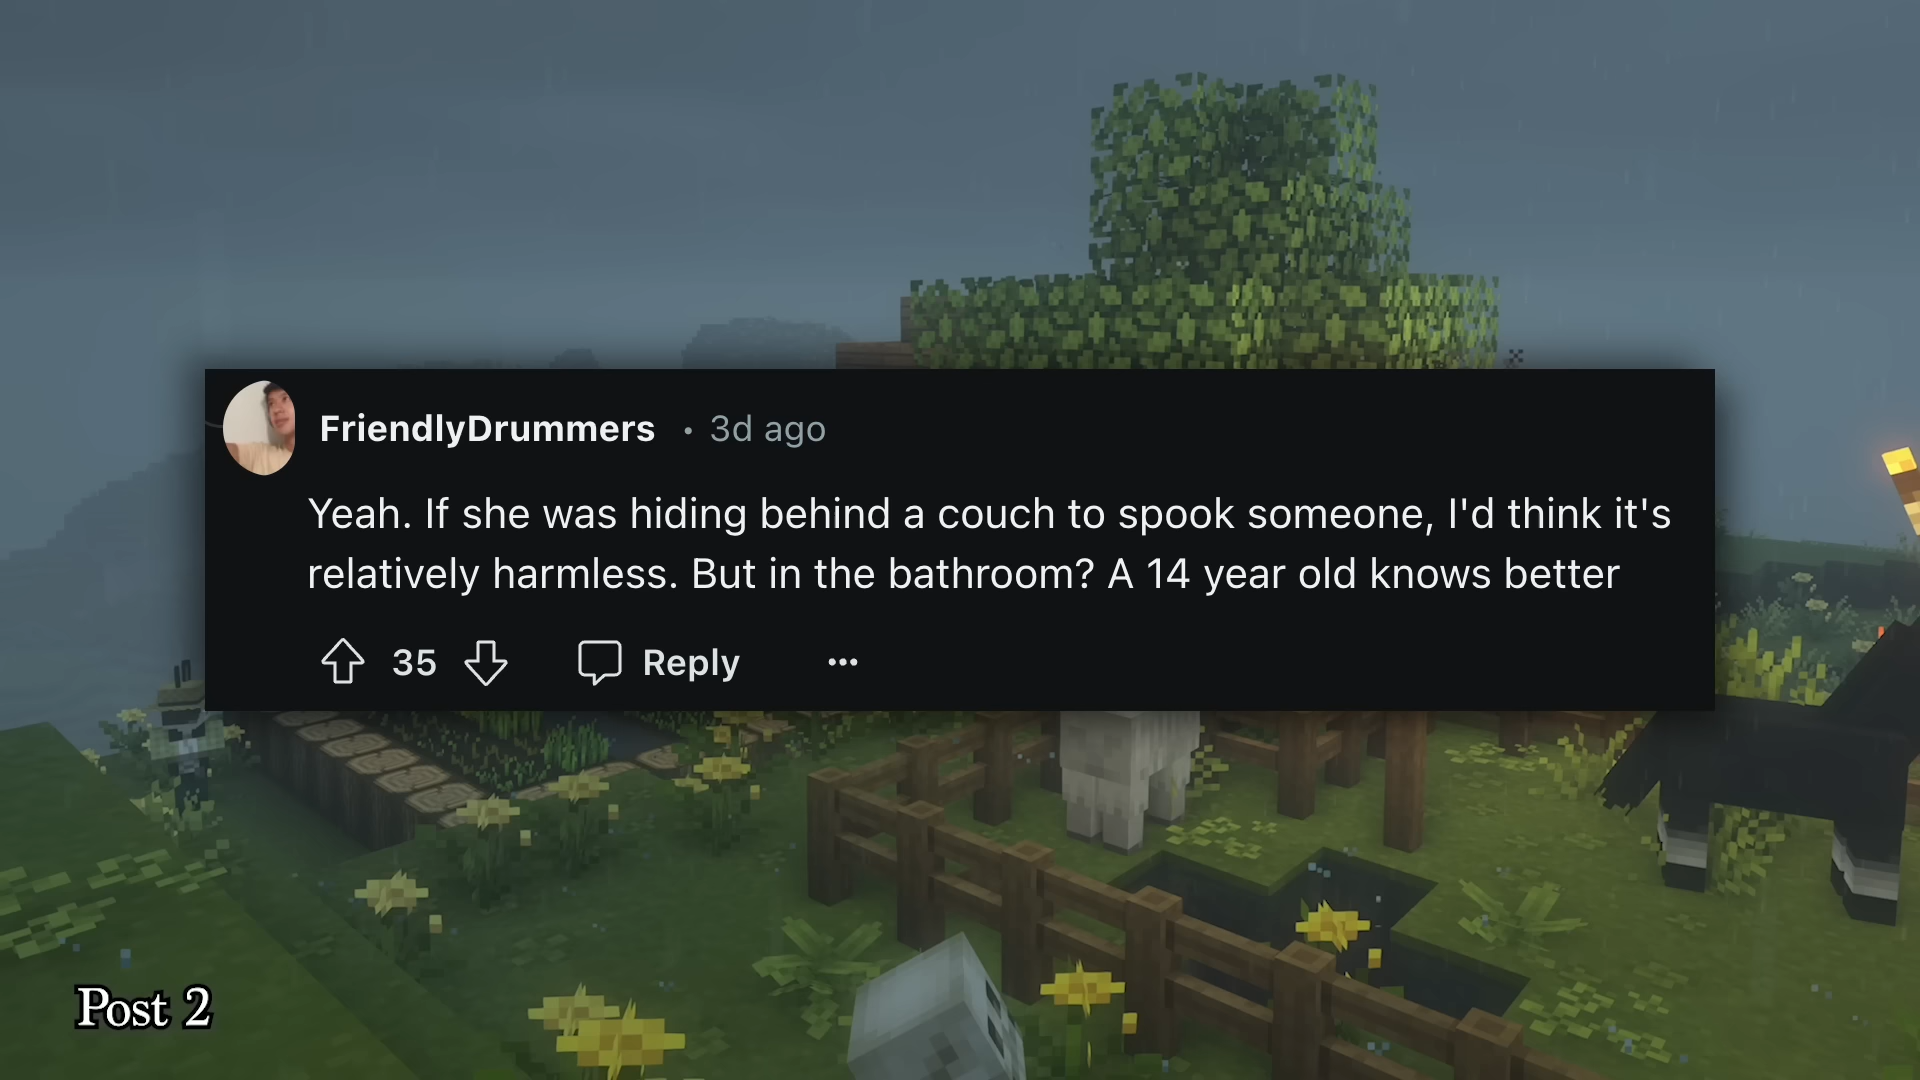 FriendlyDrummers • 3d ago
Yeah. If she was hiding behind a couch to spook someone, I'd think it's
relatively harmless. But in the bathroom? A 14 year old knows better
35 Reply ...
Post 2